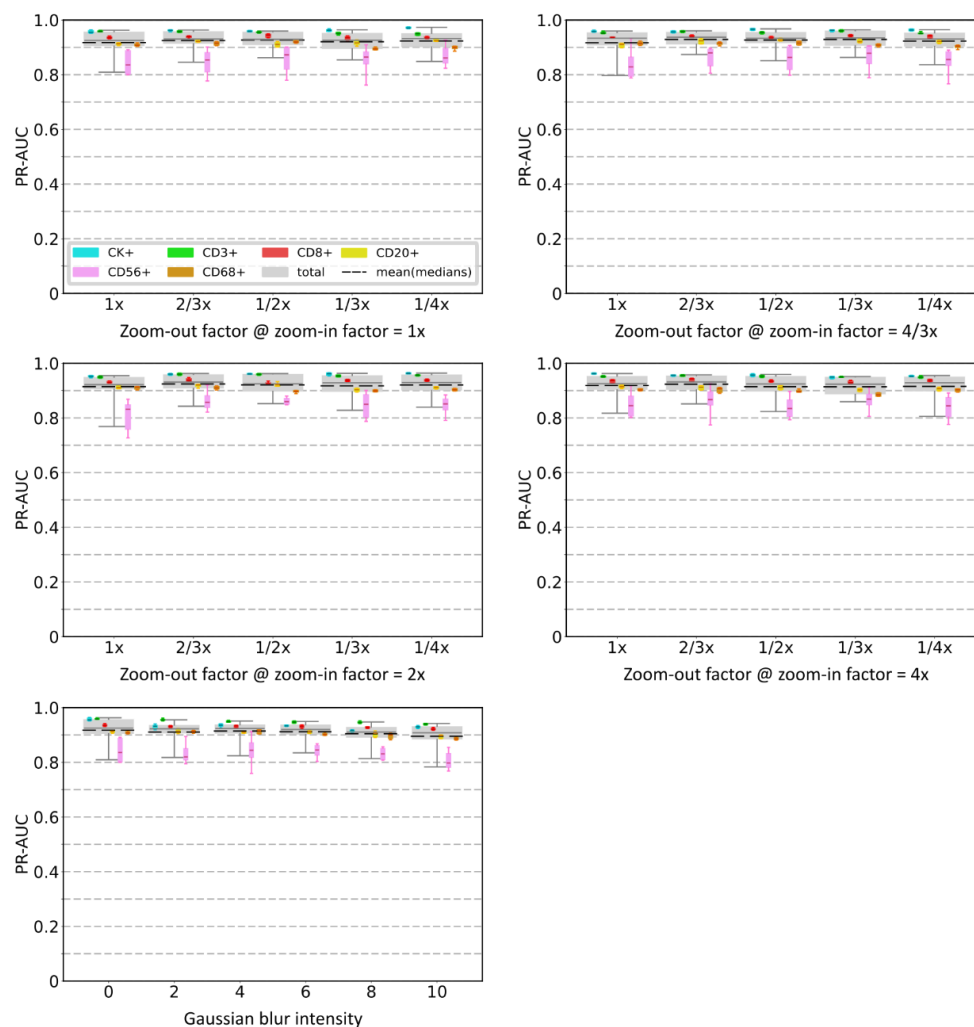 1.0
0.8
0.6
0.4
0.2
0
PR-AUC
CK+ CD3+ CD8+ CD20+
CD56+ CD68+ total mean(medians)
1x 2/3x 1/2x 1/3x 1/4x
Zoom-out factor @ zoom-in factor = 1x
1.0
0.8
0.6
0.4
0.2
0
PR-AUC
1x 2/3x 1/2x 1/3x 1/4x
Zoom-out factor @ zoom-in factor = 4/3x
1.0
0.8
0.6
0.4
0.2
0
PR-AUC
1x 2/3x 1/2x 1/3x 1/4x
Zoom-out factor @ zoom-in factor = 2x
1.0
0.8
0.6
0.4
0.2
0
PR-AUC
1x 2/3x 1/2x 1/3x 1/4x
Zoom-out factor @ zoom-in factor = 4x
1.0
0.8
0.6
0.4
0.2
0
PR-AUC
0 2 4 6 8 10
Gaussian blur intensity